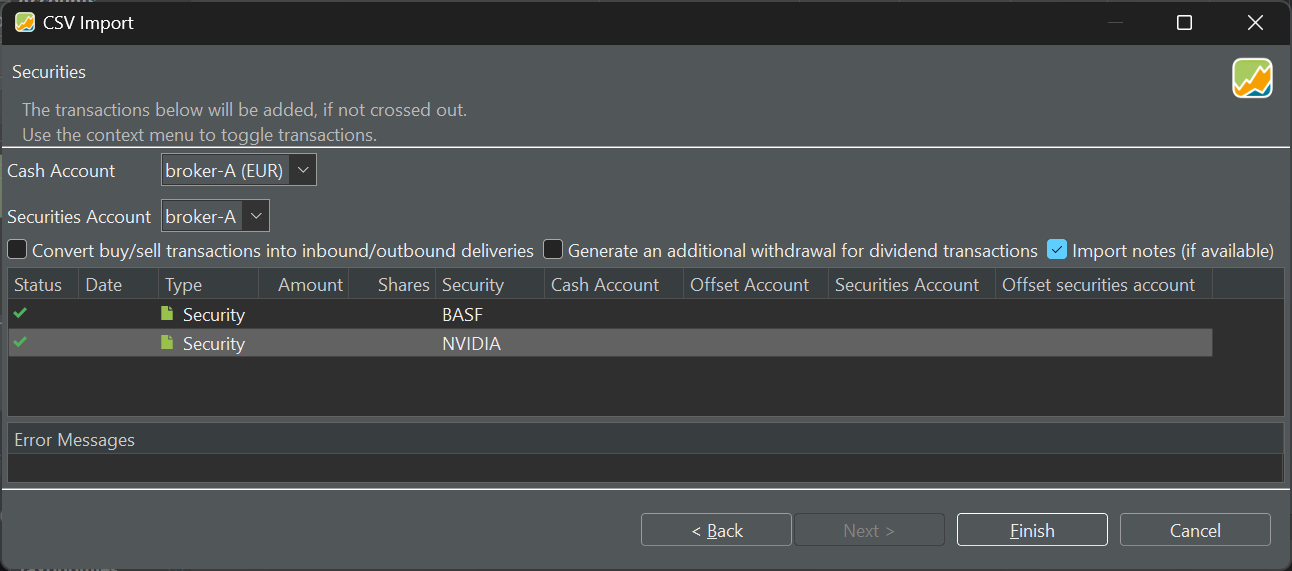 CSV Import
Securities
The transactions below will be added, if not crossed out.
Use the context menu to toggle transactions.
Cash Account broker-A (EUR)
Securities Account broker-A
Convert buy/sell transactions into inbound/outbound deliveries Generate an additional withdrawal for dividend transactions Import notes (if available)
Status Date Type Amount Shares Security Cash Account Offset Account Securities Account Offset securities account
Security BASF
Security NVIDIA
Error Messages
< Back Next > Finish Cancel